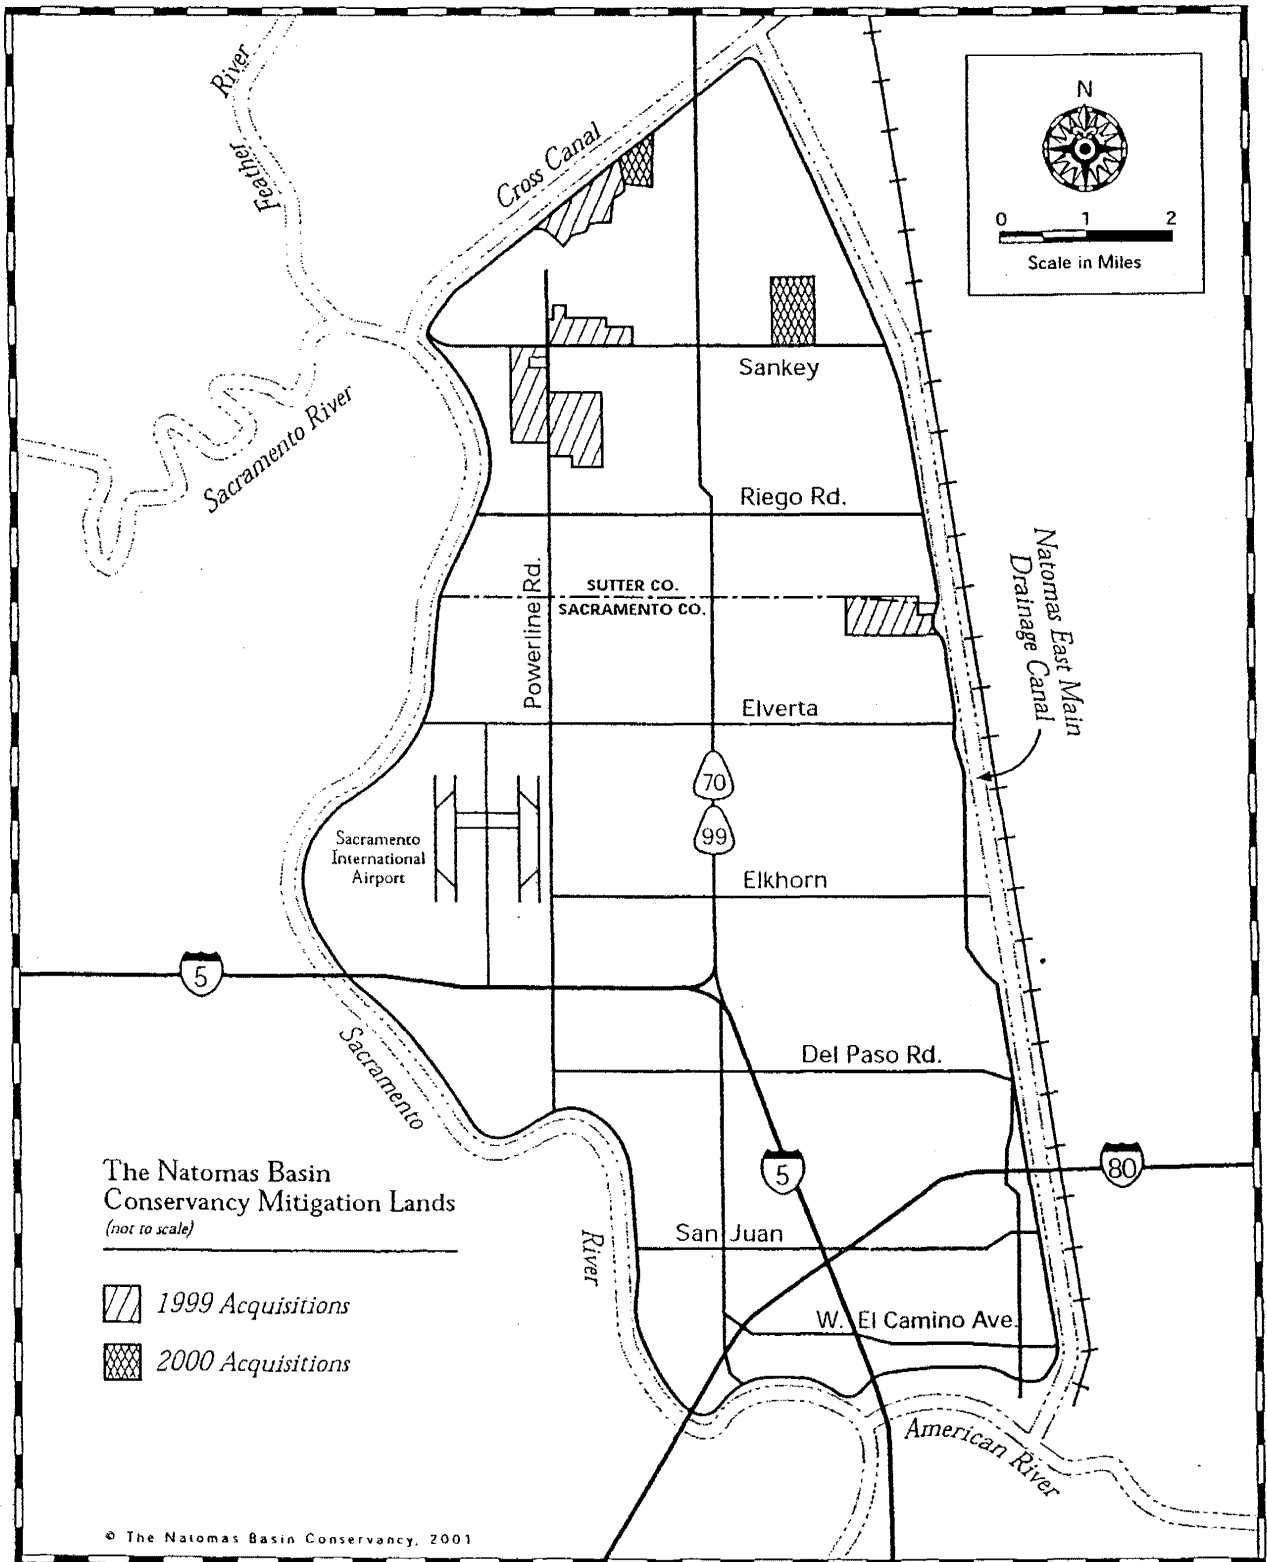 River
Feather
Cross Canal
N
0 1 2
Scale in Miles
Sankey
Sacramento River
Riego Rd.
Powerline Rd.
SUTTER CO.
SACRAMENTO CO.
Natomas East Main
Drainage Canal
Elverta
70
99
Sacramento
International
Airport
Elkhorn
5
Sacramento
Del Paso Rd.
The Natomas Basin
Conservancy Mitigation Lands
(not to scale)
5
80
River
San Juan
1999 Acquisitions
W. El Camino Ave.
2000 Acquisitions
American River
© The Natomas Basin Conservancy, 2001